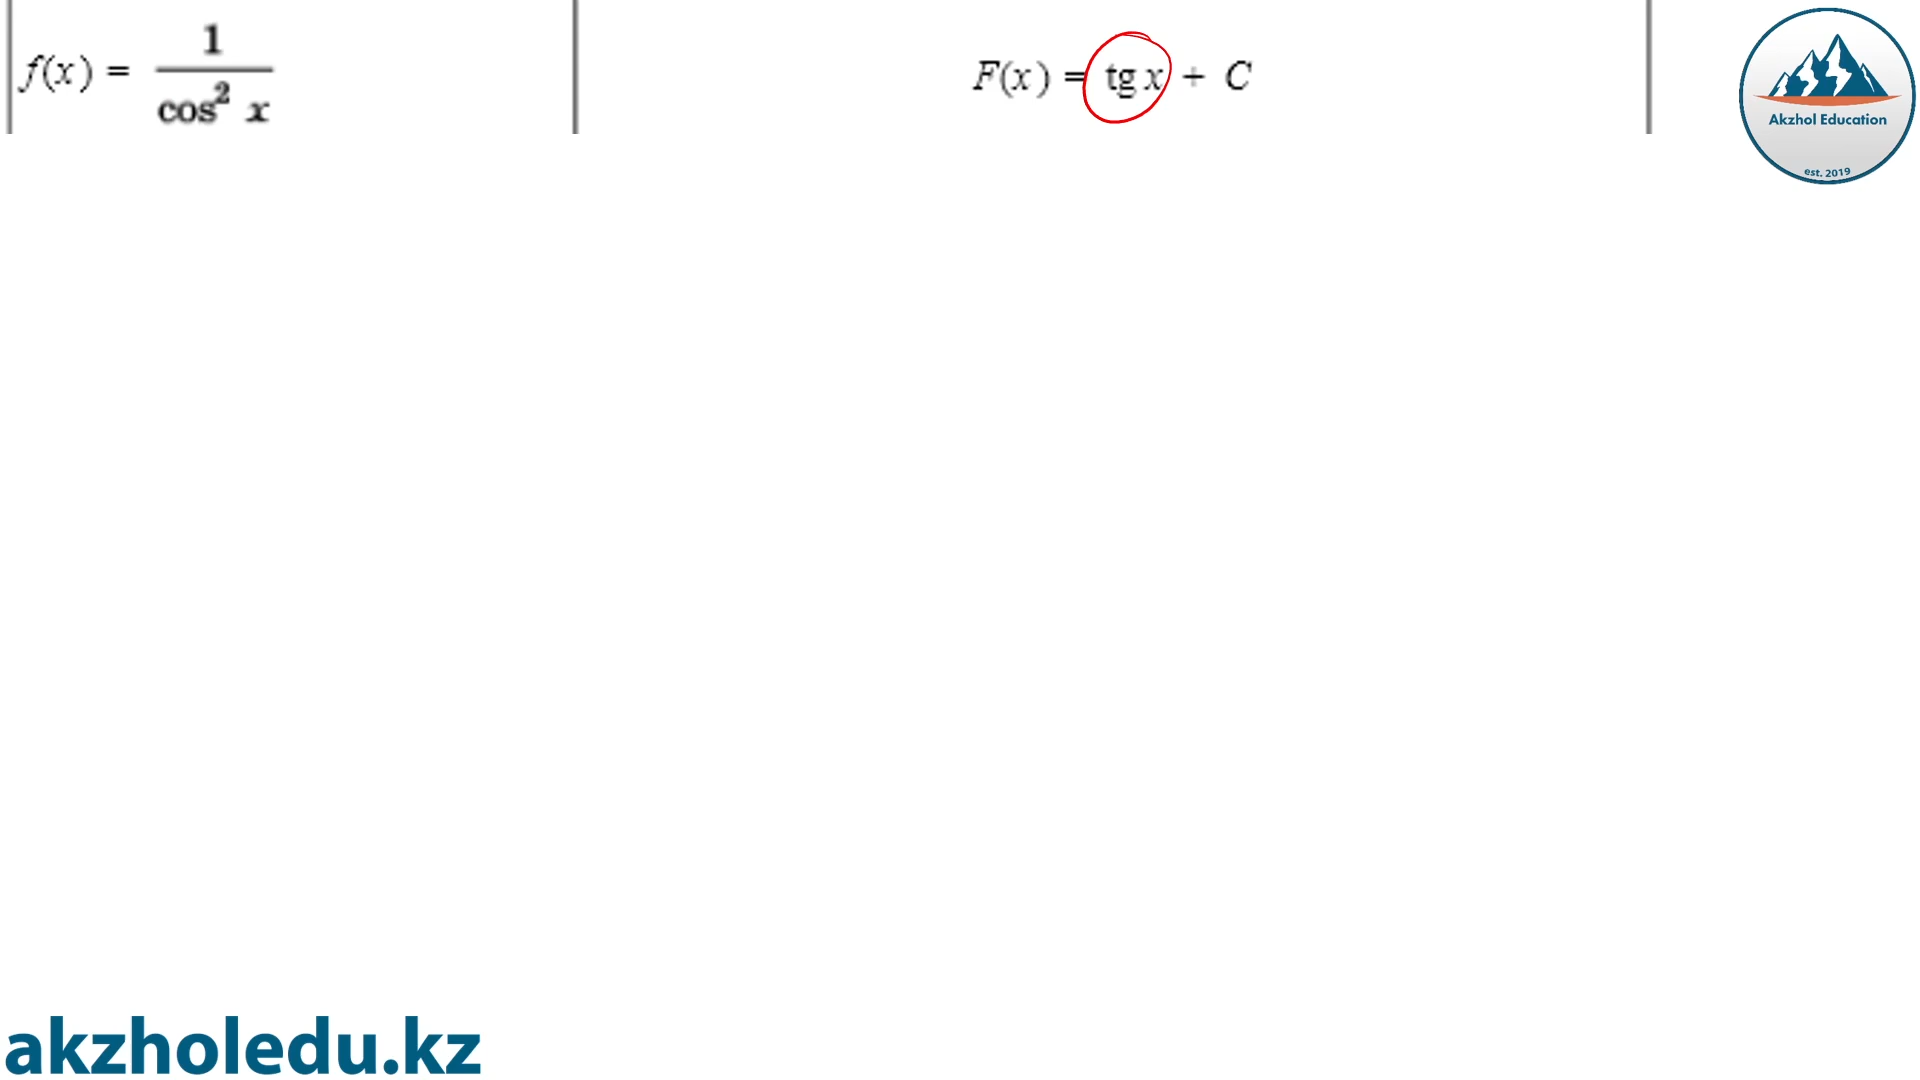 f(x) = 1 / cos² x
F(x) = tg x + C
Akzhol Education
est. 2019
akzholedu.kz